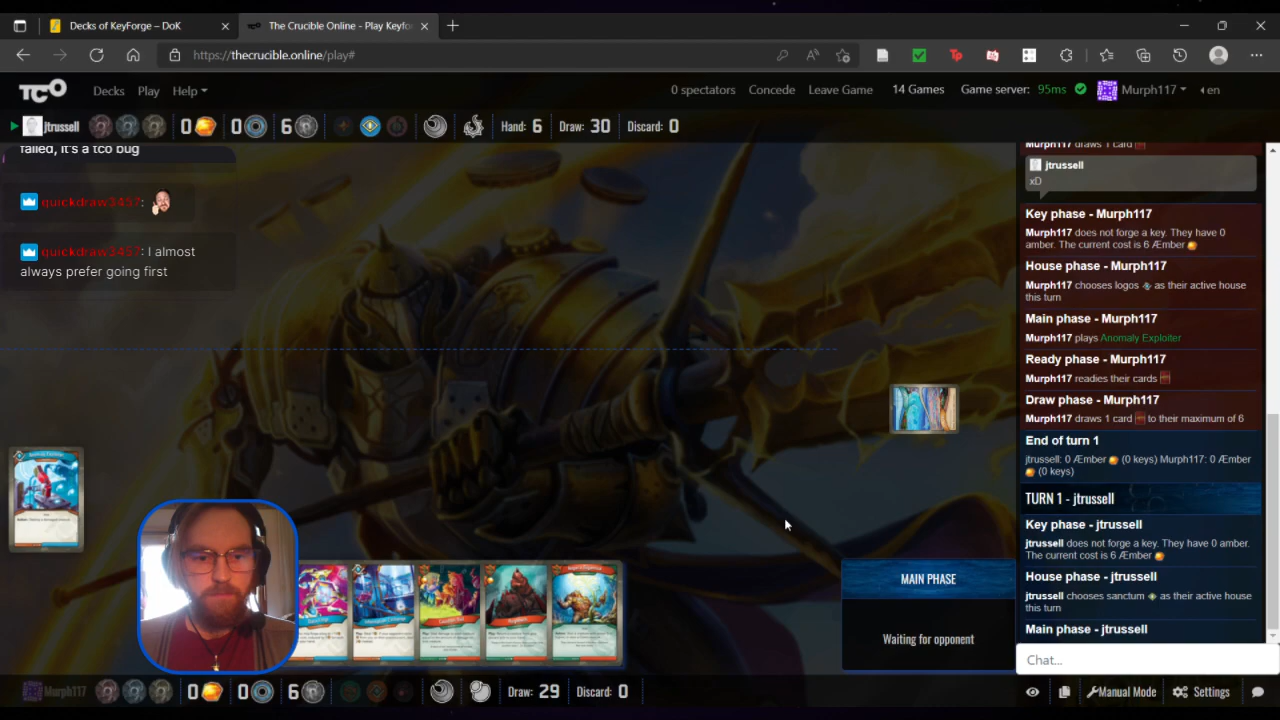 Decks of KeyForge – DoK
The Crucible Online - Play Keyfo
https://thecrucible.online/play#
TCO
Decks
Play
Help
0 spectators
Concede
Leave Game
14 Games
Game server: 95ms
Murph117
en
jtrussell
0
0
6
Hand: 6
Draw: 30
Discard: 0
failed, it's a tco bug
quickdraw3457:
quickdraw3457: I almost
always prefer going first
Murph117 draws 1 card
jtrussell
xD
Key phase - Murph117
Murph117 does not forge a key. They have 0
amber. The current cost is 6 Æmber
House phase - Murph117
Murph117 chooses logos as their active house
this turn
Main phase - Murph117
Murph117 plays Anomaly Exploiter
Ready phase - Murph117
Murph117 readies their cards
Draw phase - Murph117
Murph117 draws 1 card to their maximum of 6
End of turn 1
jtrussell: 0 Æmber (0 keys) Murph117: 0 Æmber
(0 keys)
TURN 1 - jtrussell
Key phase - jtrussell
jtrussell does not forge a key. They have 0 amber.
The current cost is 6 Æmber
House phase - jtrussell
jtrussell chooses sanctum as their active house
this turn
Main phase - jtrussell
MAIN PHASE
Waiting for opponent
Chat...
Murph117
0
0
6
Draw: 29
Discard: 0
Manual Mode
Settings